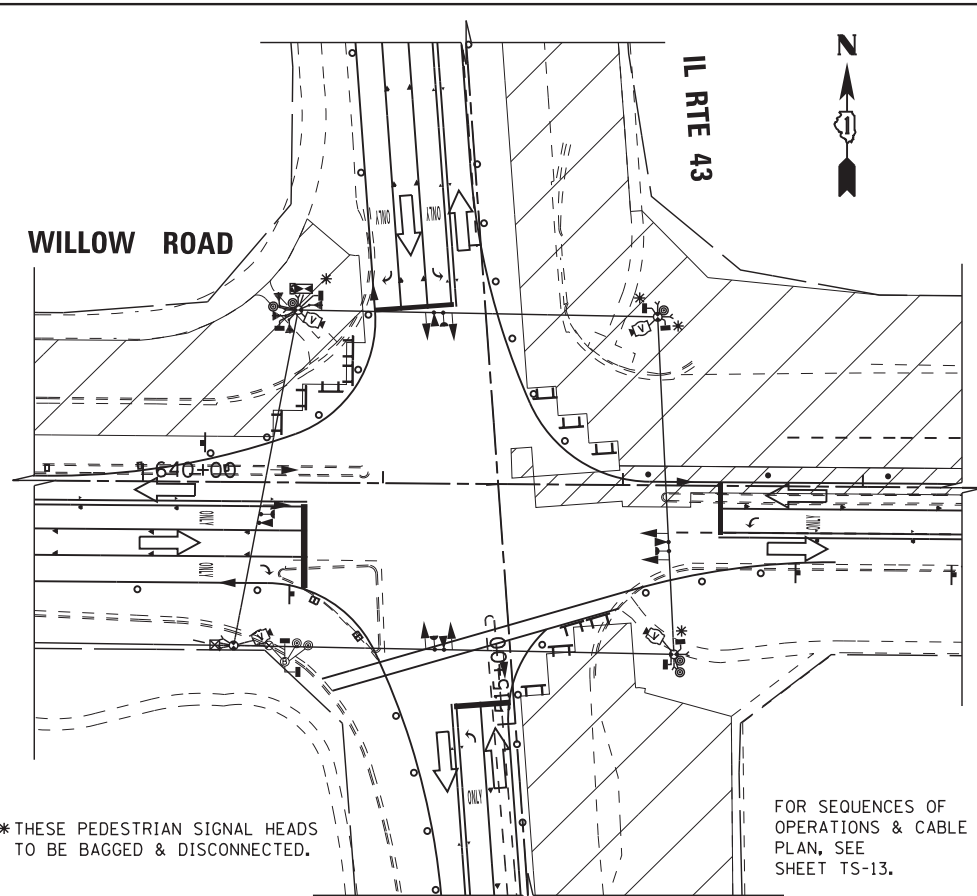 IL RTE 43
N
1
WILLOW ROAD
ONLY
ONLY
V
V
640+00
ONLY
ONLY
ONLY
V
V
ONLY
* THESE PEDESTRIAN SIGNAL HEADS
TO BE BAGGED & DISCONNECTED.
FOR SEQUENCES OF
OPERATIONS & CABLE
PLAN, SEE
SHEET TS-13.